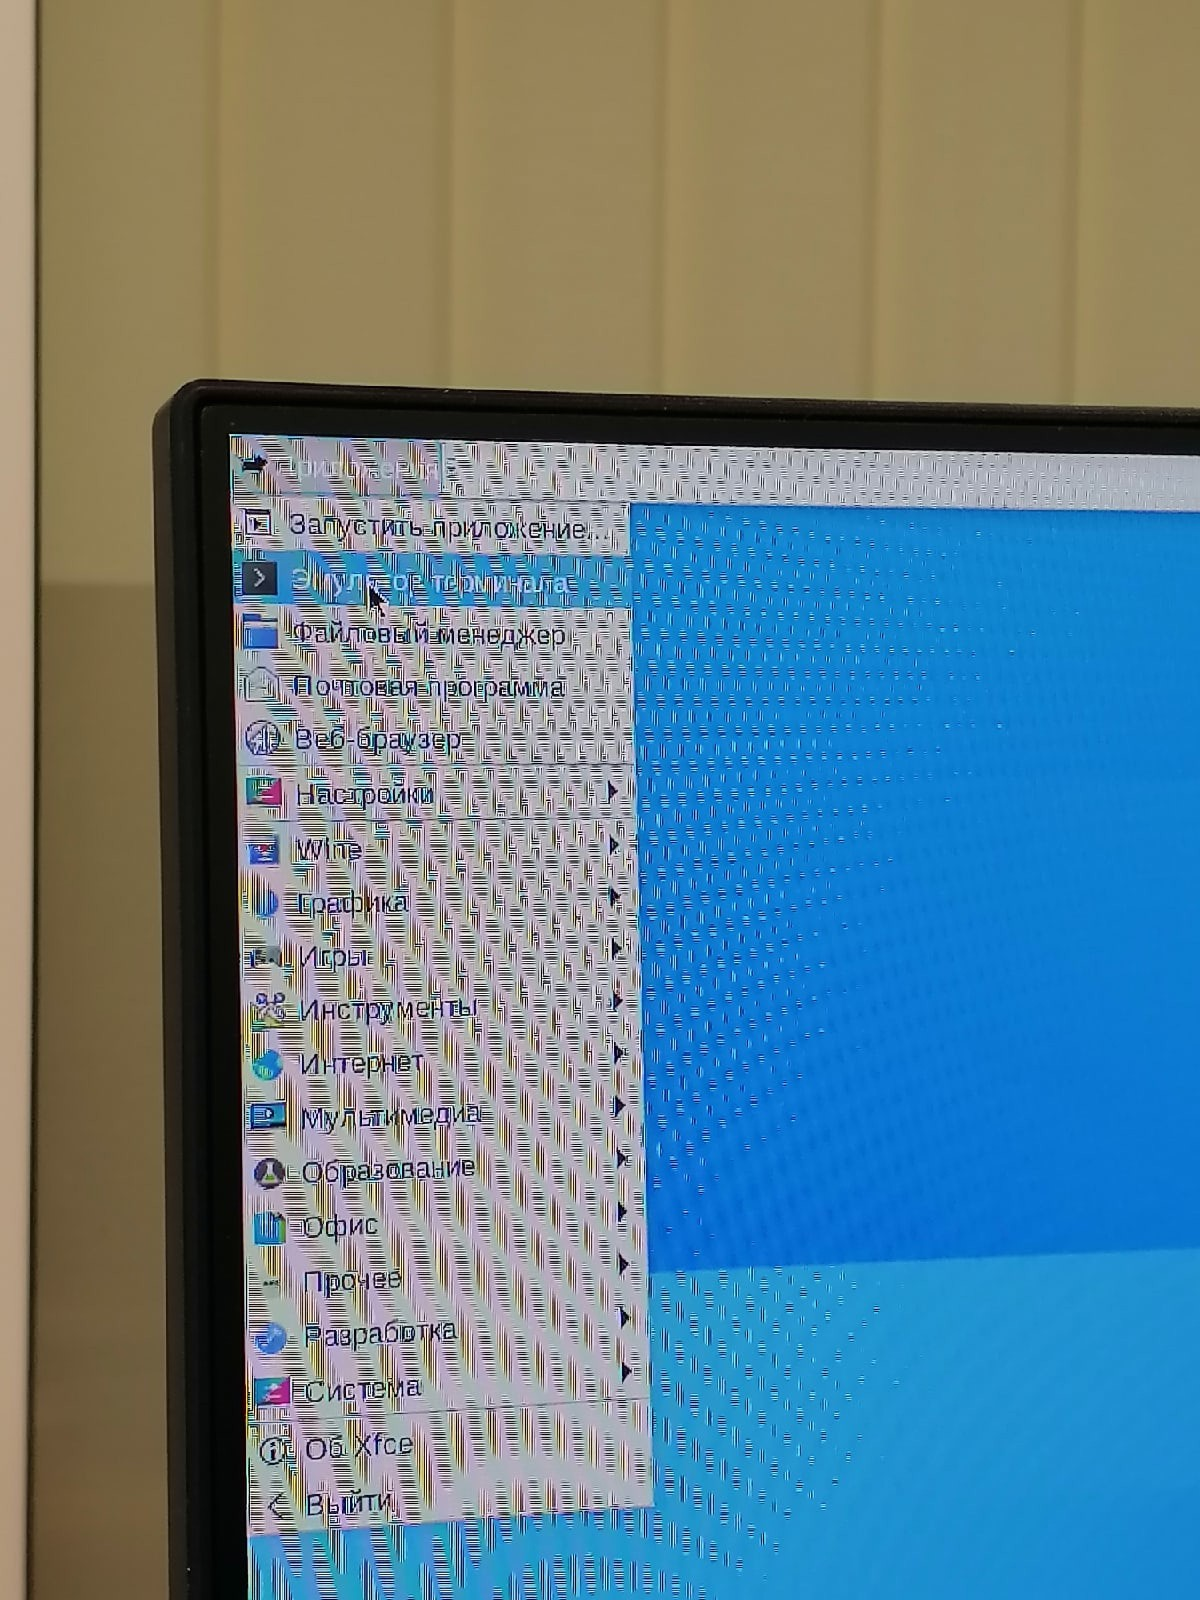 Приложения
Запустить приложение...
Эмулятор терминала
Файловый менеджер
Почтовая программа
Веб-браузер
Настройки
Wine
Графика
Игры
Инструменты
Интернет
Мультимедиа
Образование
Офис
Прочее
Разработка
Система
Об Xfce
Выйти